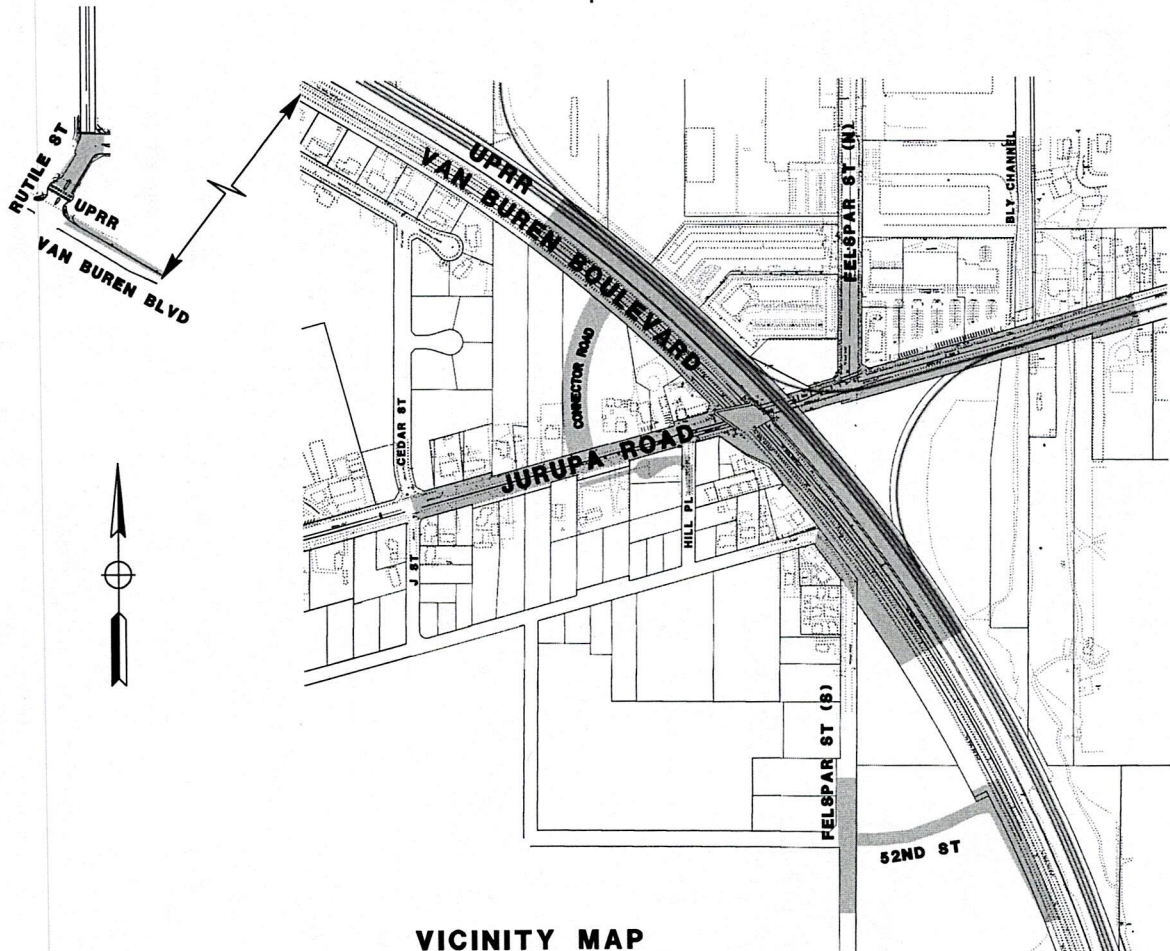 RUTILE ST
UPRR
VAN BUREN BLVD
UPRR
VAN BUREN BOULEVARD
FELSPAR ST (N)
BLY CHANNEL
CONNECTOR ROAD
CEDAR ST
JURUPA ROAD
HILL PL
J ST
FELSPAR ST (S)
52ND ST
VICINITY MAP